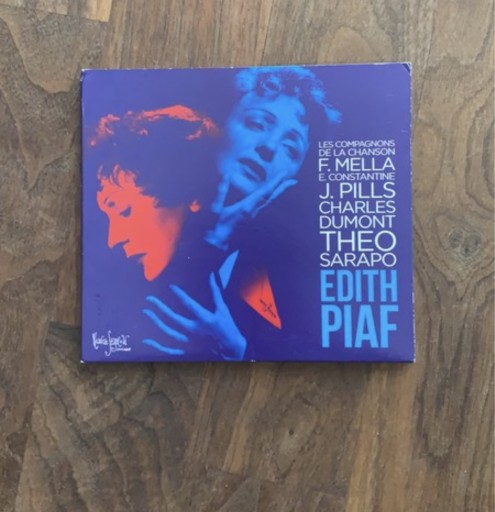 LES COMPAGNONS
DE LA CHANSON
F. MELLA
E. CONSTANTINE
J. PILLS
CHARLES
DUMONT
THEO
SARAPO
EDITH
PIAF